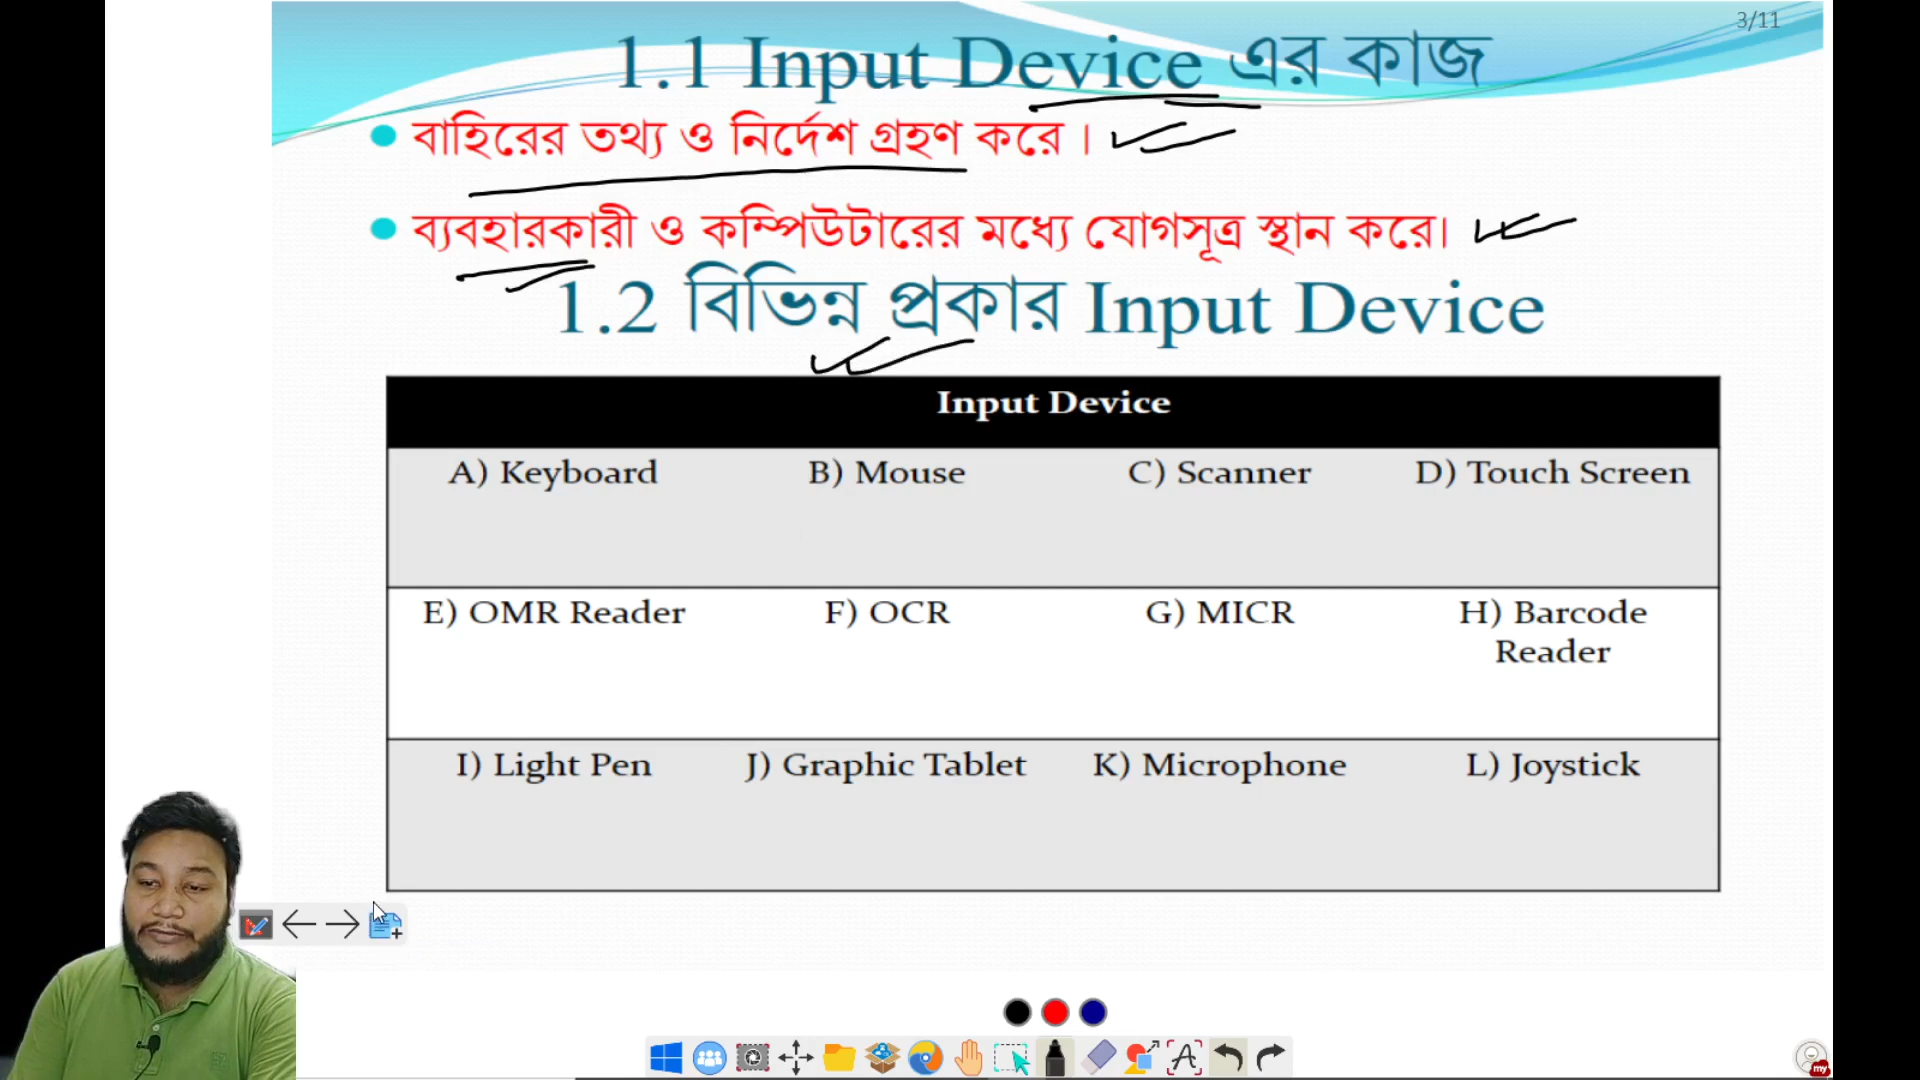 3/11
1.1 Input Device এর কাজ
বাহিরের তথ্য ও নির্দেশ গ্রহণ করে ।
ব্যবহারকারী ও কম্পিউটারের মধ্যে যোগসূত্র স্থান করে।
1.2 বিভিন্ন প্রকার Input Device
Input Device
A) Keyboard B) Mouse C) Scanner D) Touch Screen
E) OMR Reader F) OCR G) MICR H) Barcode
Reader
I) Light Pen J) Graphic Tablet K) Microphone L) Joystick
my